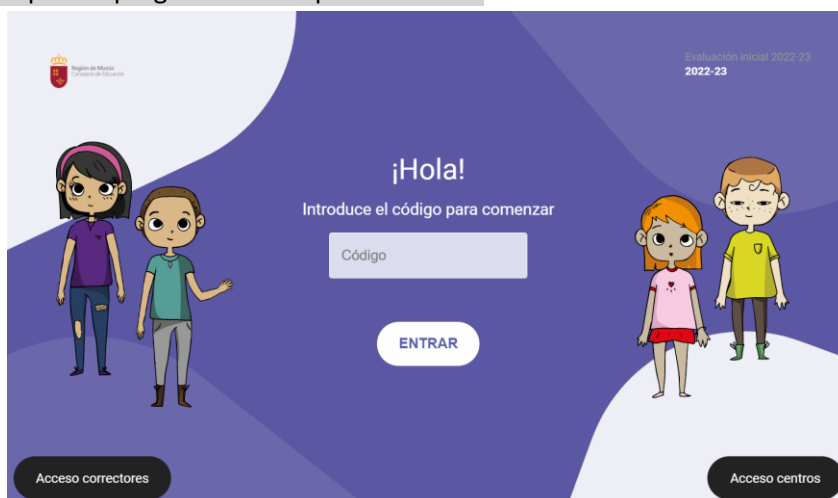 Región de Murcia
Consejería de Educación
Evaluación inicial 2022-23
2022-23
¡Hola!
Introduce el código para comenzar
Código
ENTRAR
Acceso correctores
Acceso centros